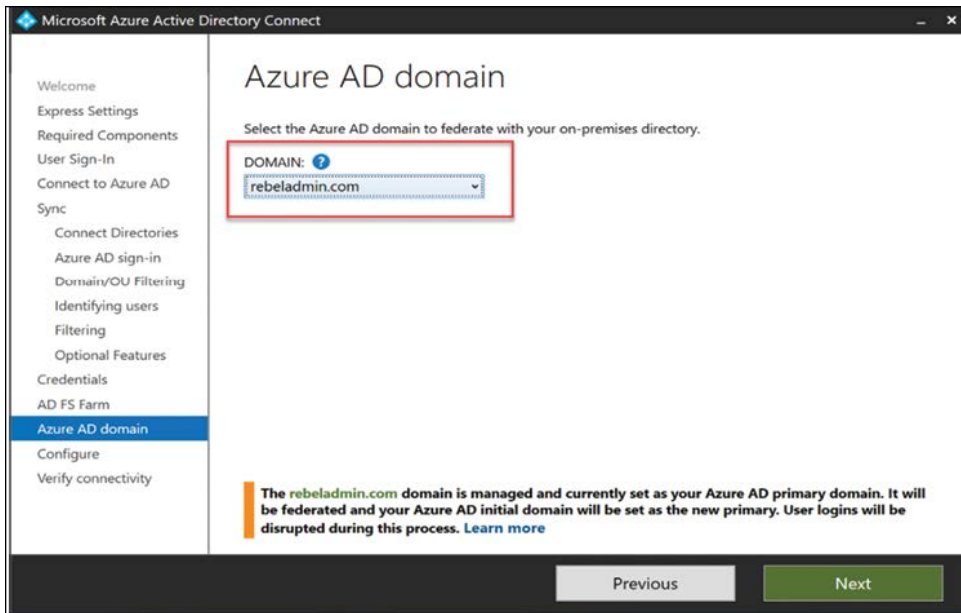 Microsoft Azure Active Directory Connect
Welcome
Express Settings
Required Components
User Sign-In
Connect to Azure AD
Sync
Connect Directories
Azure AD sign-in
Domain/OU Filtering
Identifying users
Filtering
Optional Features
Credentials
AD FS Farm
Azure AD domain
Configure
Verify connectivity
Azure AD domain
Select the Azure AD domain to federate with your on-premises directory.
DOMAIN: ?
rebeladmin.com
The rebeladmin.com domain is managed and currently set as your Azure AD primary domain. It will
be federated and your Azure AD initial domain will be set as the new primary. User logins will be
disrupted during this process. Learn more
Previous
Next